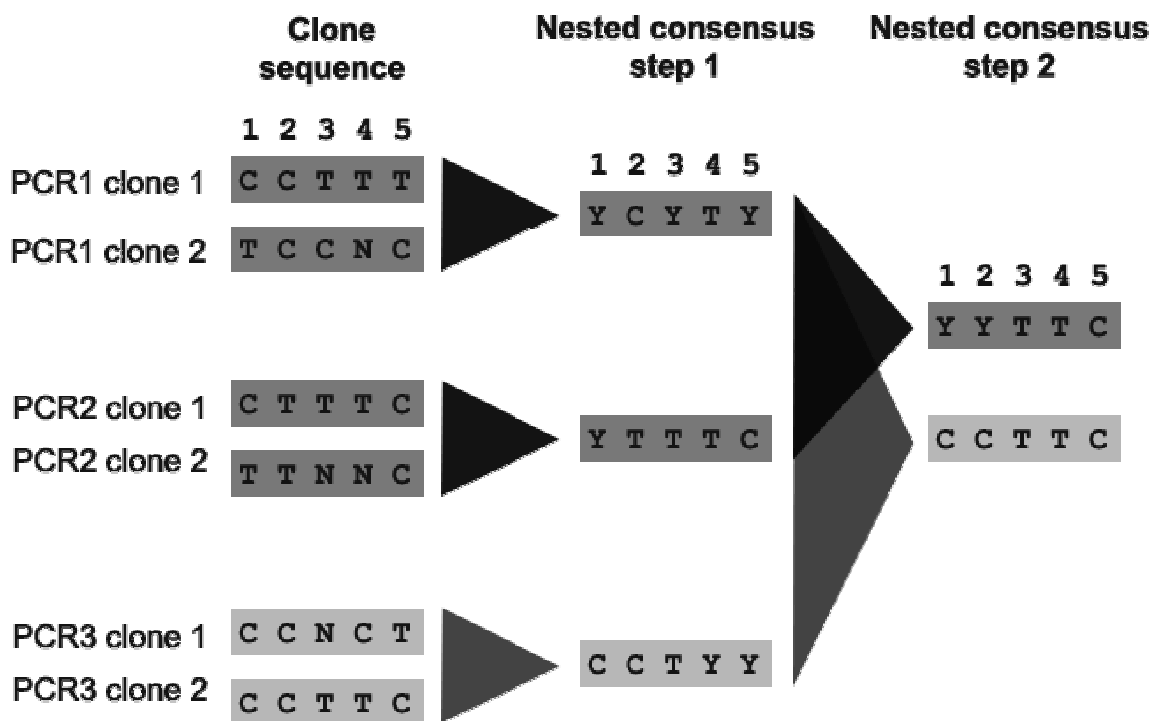 Clone sequence
Nested consensus step 1
Nested consensus step 2
1 2 3 4 5
PCR1 clone 1 C C T T T
PCR1 clone 2 T C C N C
1 2 3 4 5
Y C Y T Y
1 2 3 4 5
Y Y T T C
PCR2 clone 1 C T T T C
PCR2 clone 2 T T N N C
Y T T T C
C C T T C
PCR3 clone 1 C C N C T
PCR3 clone 2 C C T T C
C C T Y Y